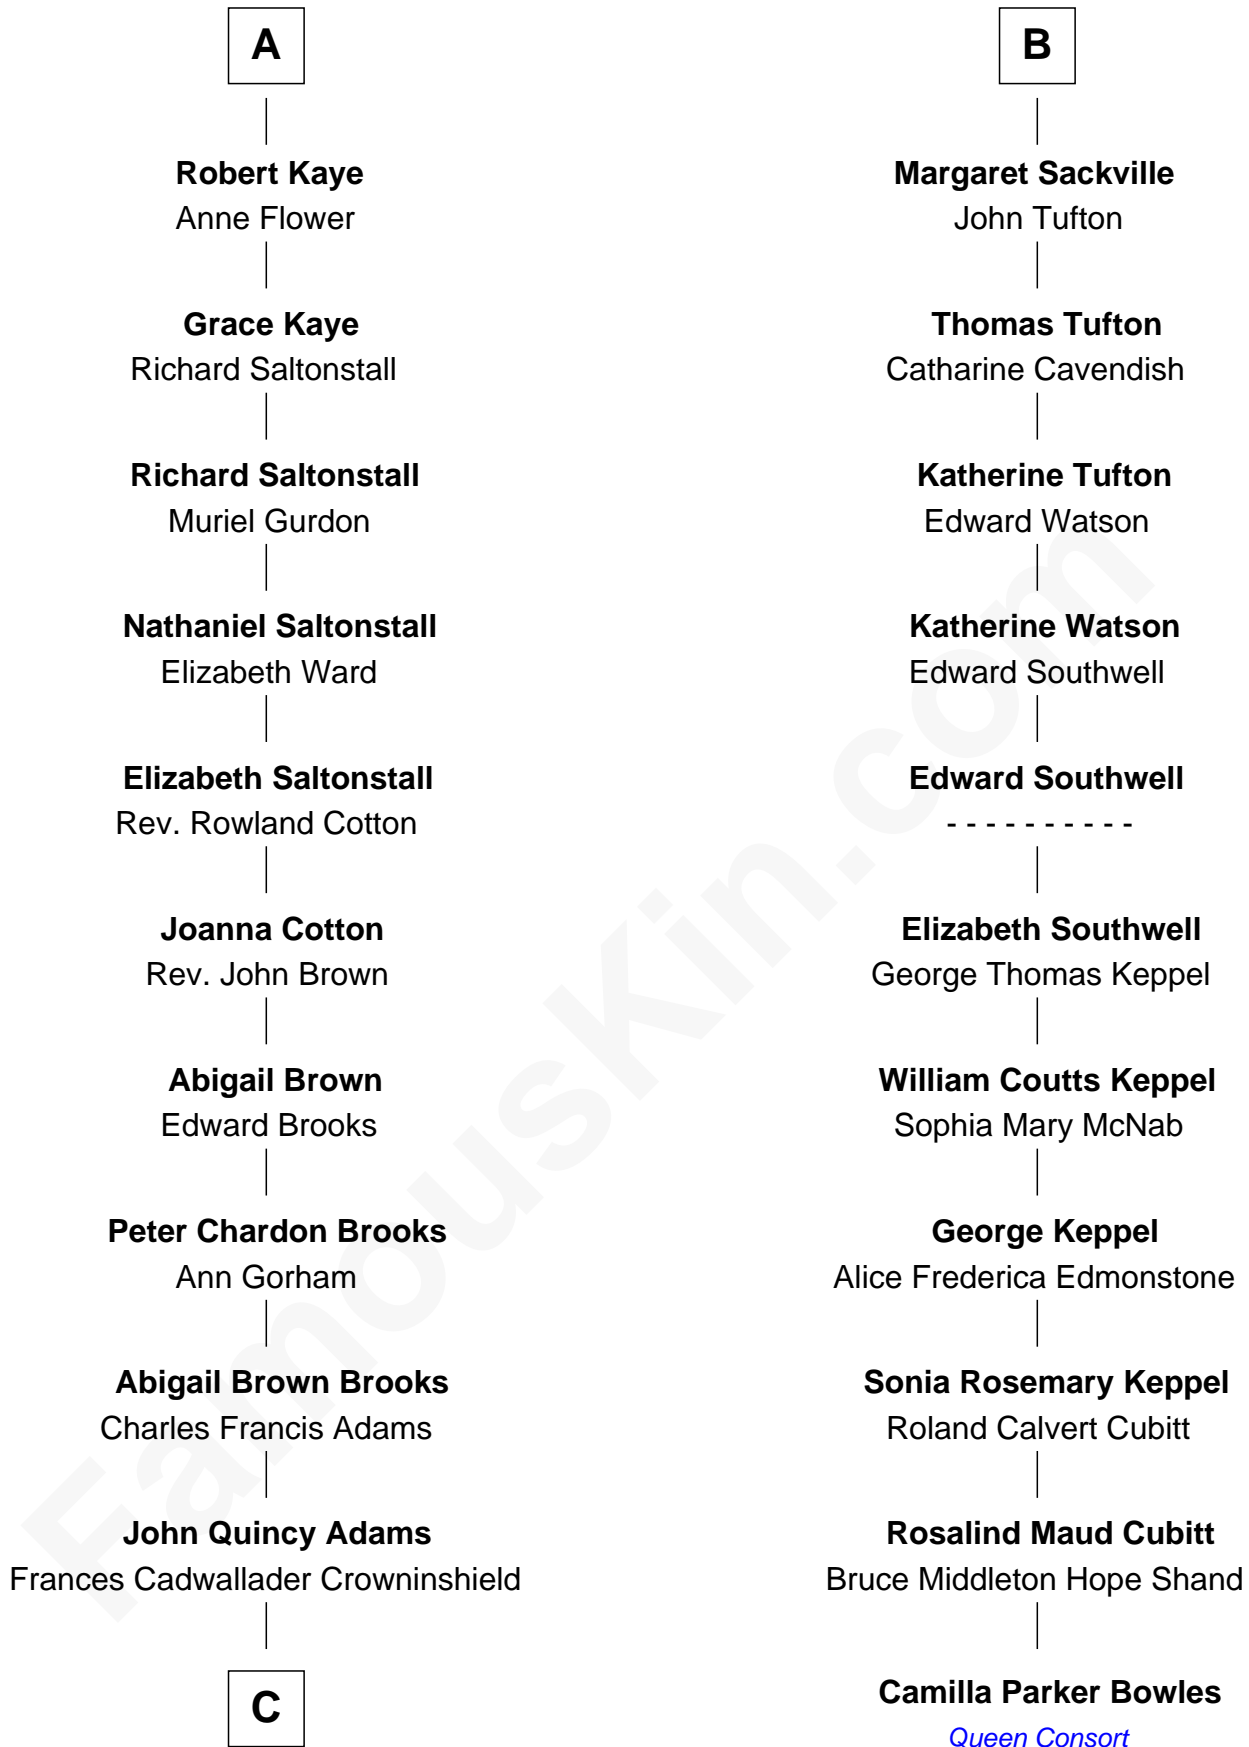 A
Robert Kaye
Anne Flower
Grace Kaye
Richard Saltonstall
Richard Saltonstall
Muriel Gurdon
Nathaniel Saltonstall
Elizabeth Ward
Elizabeth Saltonstall
Rev. Rowland Cotton
Joanna Cotton
Rev. John Brown
Abigail Brown
Edward Brooks
Peter Chardon Brooks
Ann Gorham
Abigail Brown Brooks
Charles Francis Adams
John Quincy Adams
Frances Cadwallader Crowninshield
C
B
Margaret Sackville
John Tufton
Thomas Tufton
Catharine Cavendish
Katherine Tufton
Edward Watson
Katherine Watson
Edward Southwell
Edward Southwell
- - - - - - - - - -
Elizabeth Southwell
George Thomas Keppel
William Coutts Keppel
Sophia Mary McNab
George Keppel
Alice Frederica Edmonstone
Sonia Rosemary Keppel
Roland Calvert Cubitt
Rosalind Maud Cubitt
Bruce Middleton Hope Shand
Camilla Parker Bowles
Queen Consort
FamousKin.com